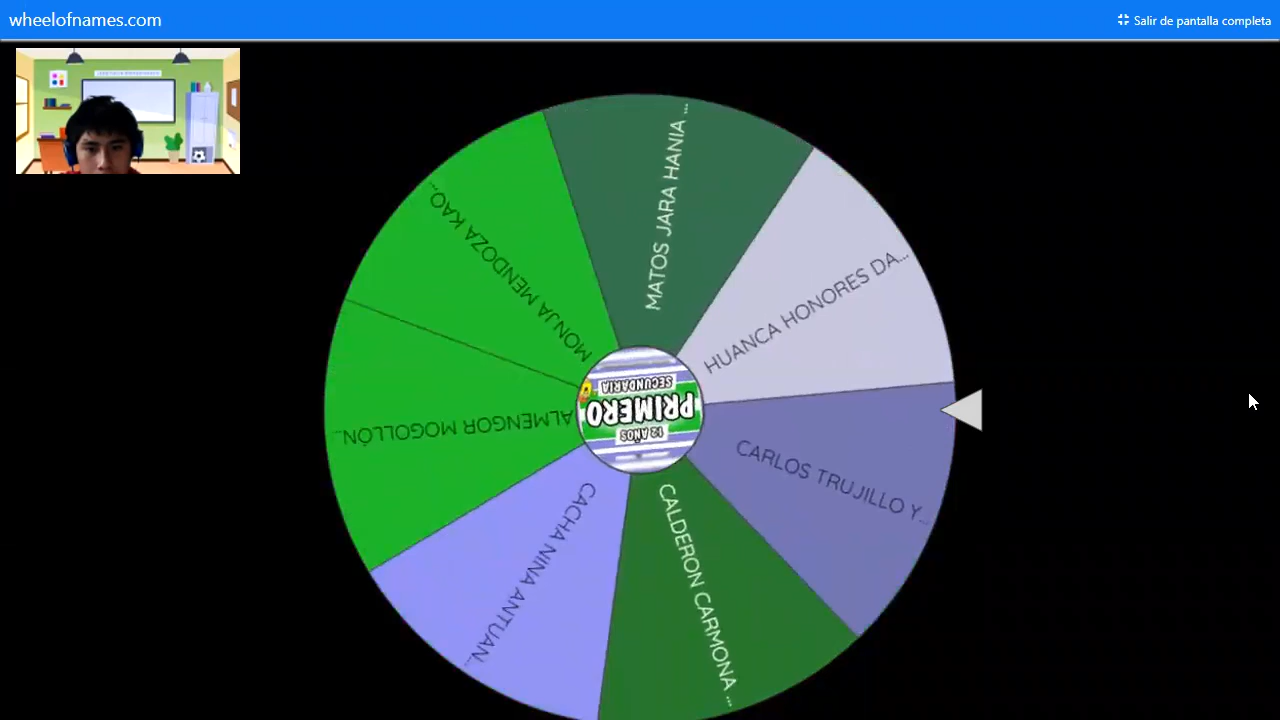 wheelofnames.com
Salir de pantalla completa
MATOS JARA HANIA ...
HUANCA HONORES DA...
CARLOS TRUJILLO Y...
CALDERON CARMONA ...
CACHA NINA ANTUAN...
ALMENGOR MOGOLLÓN...
MONJA MENDOZA KAO...
12 AÑOS
PRIMERO
SECUNDARIA